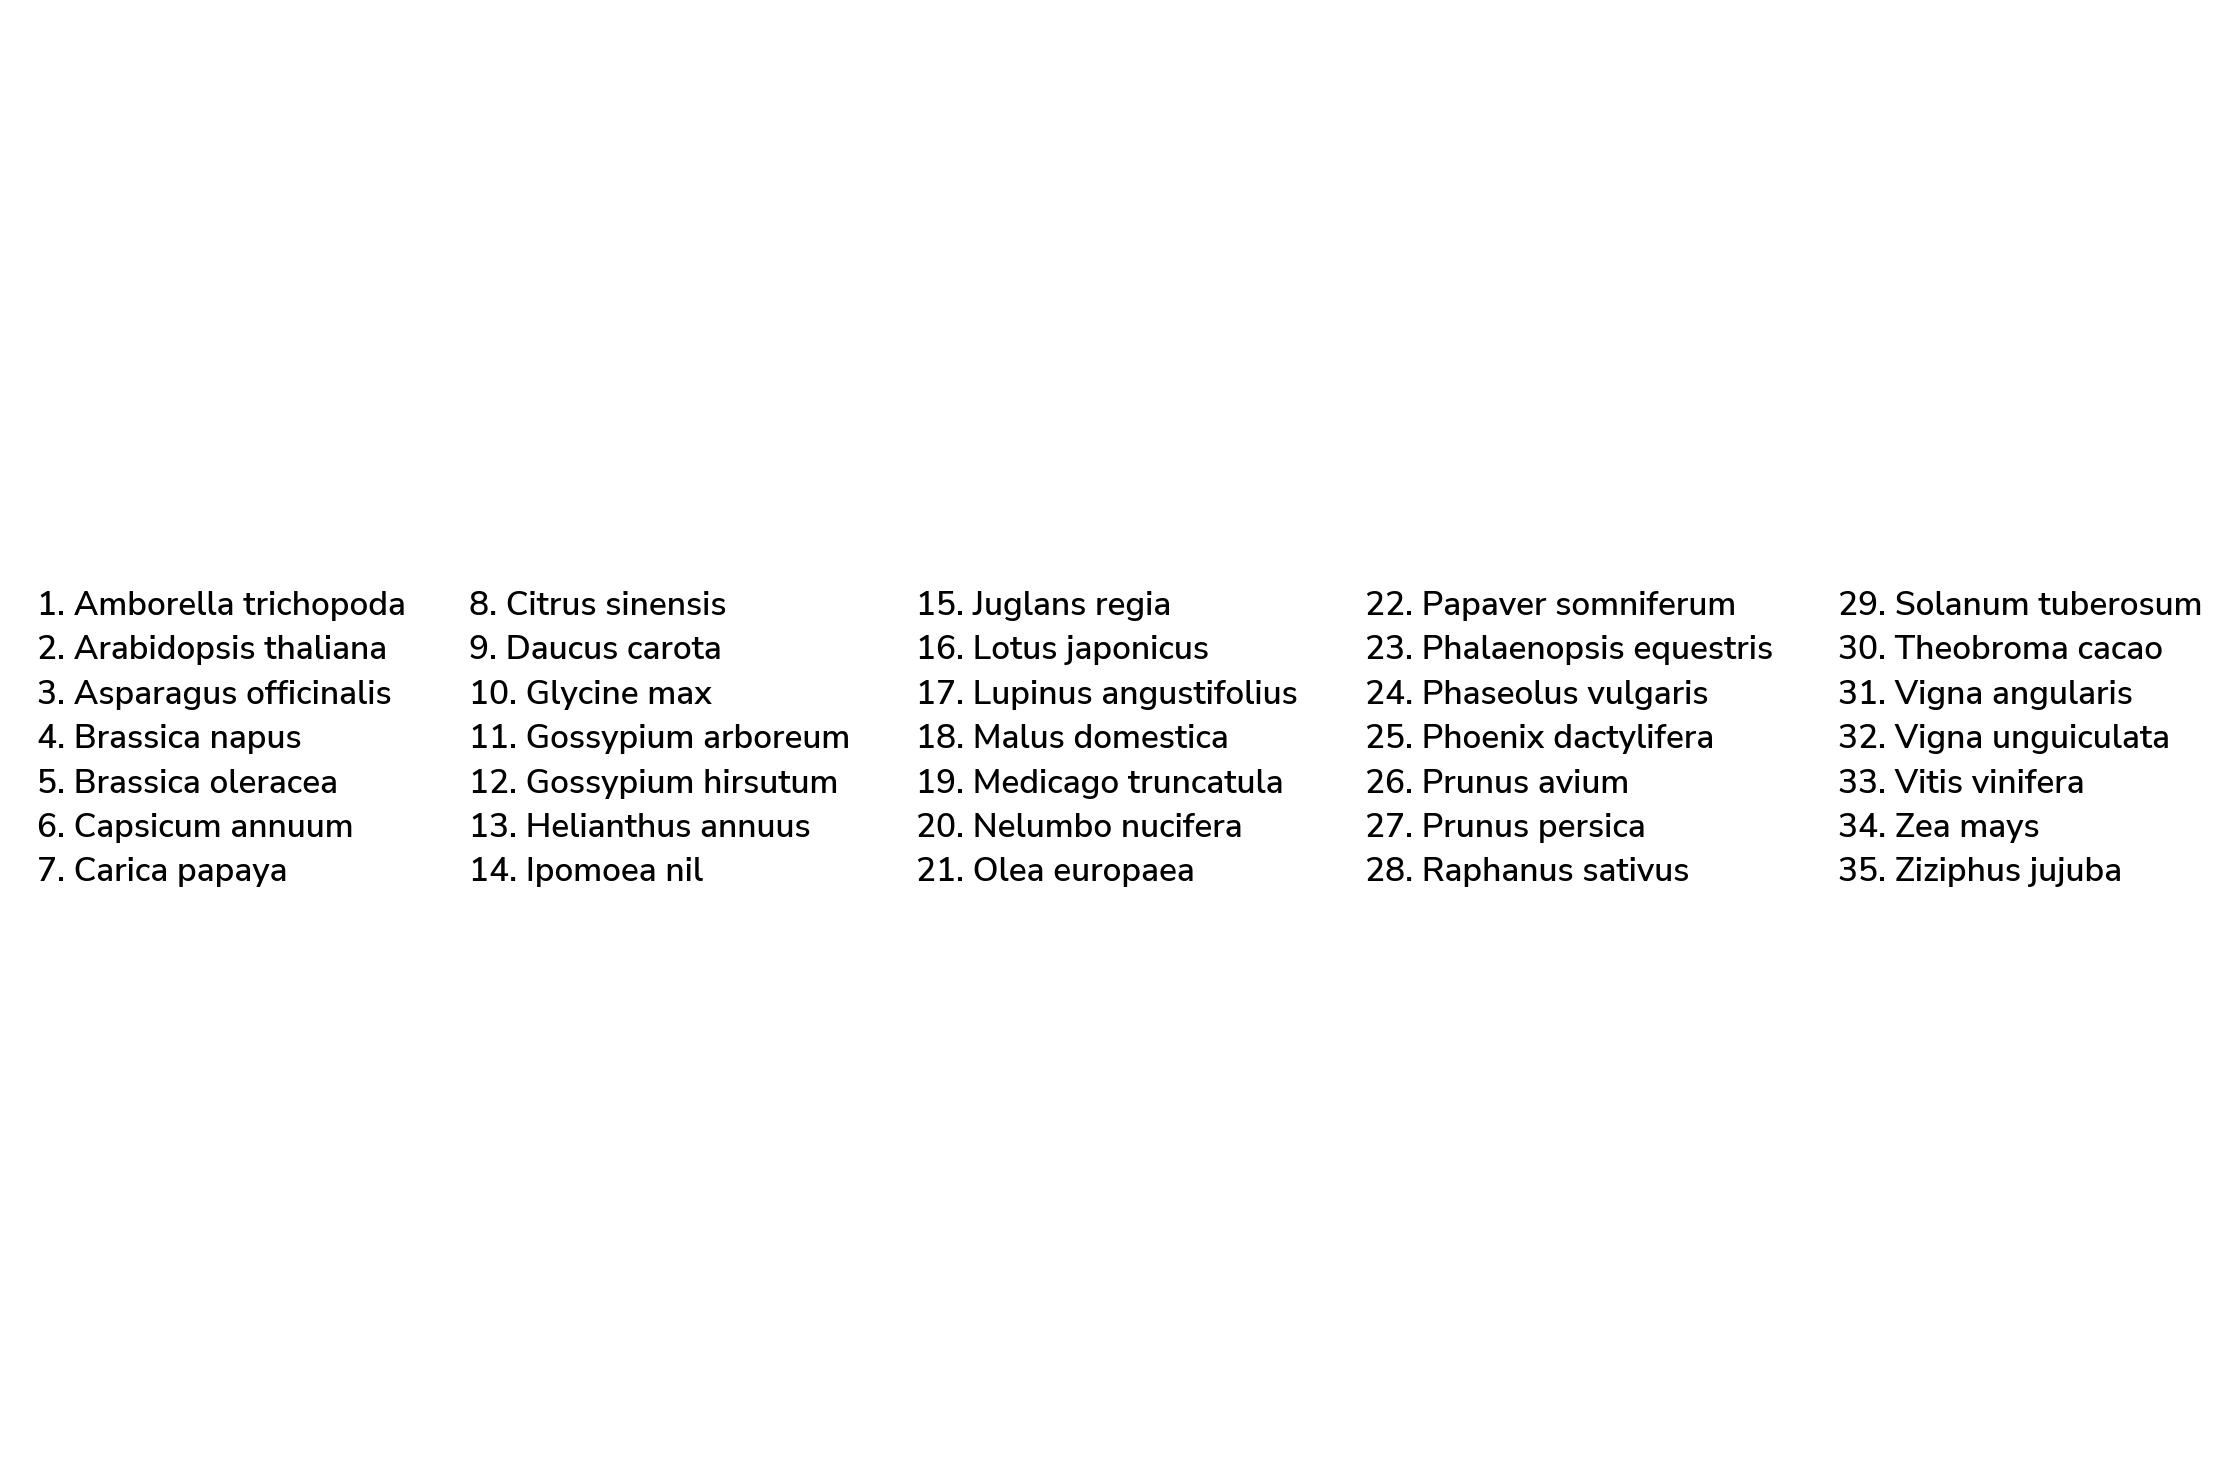 1. Amborella trichopoda
2. Arabidopsis thaliana
3. Asparagus officinalis
4. Brassica napus
5. Brassica oleracea
6. Capsicum annuum
7. Carica papaya
8. Citrus sinensis
9. Daucus carota
10. Glycine max
11. Gossypium arboreum
12. Gossypium hirsutum
13. Helianthus annuus
14. Ipomoea nil
15. Juglans regia
16. Lotus japonicus
17. Lupinus angustifolius
18. Malus domestica
19. Medicago truncatula
20. Nelumbo nucifera
21. Olea europaea
22. Papaver somniferum
23. Phalaenopsis equestris
24. Phaseolus vulgaris
25. Phoenix dactylifera
26. Prunus avium
27. Prunus persica
28. Raphanus sativus
29. Solanum tuberosum
30. Theobroma cacao
31. Vigna angularis
32. Vigna unguiculata
33. Vitis vinifera
34. Zea mays
35. Ziziphus jujuba